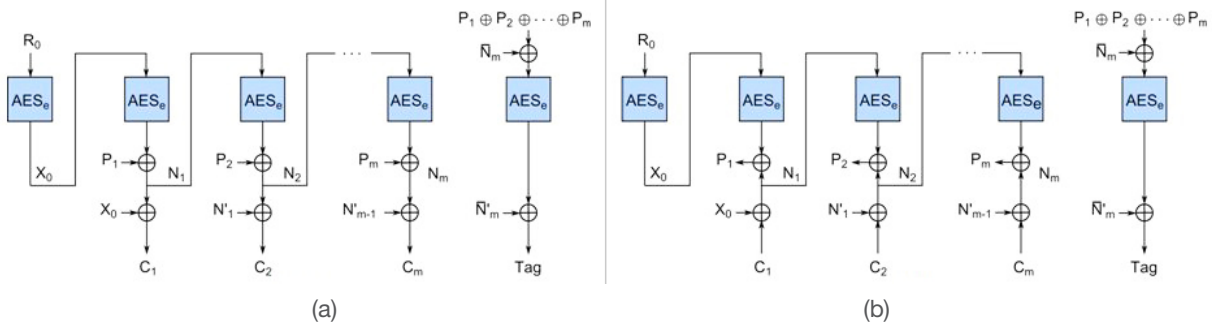 P₁ ⊕ P₂ ⊕ ··· ⊕ Pₘ
R₀
N̄ₘ
AESₑ AESₑ AESₑ ··· AESₑ AESₑ
P₁ P₂ Pₘ
X₀ N₁ N₂ Nₘ
X₀ N'₁ N'ₘ₋₁ N̄'ₘ
C₁ C₂ Cₘ Tag
(a)
P₁ ⊕ P₂ ⊕ ··· ⊕ Pₘ
R₀
N̄ₘ
AESₑ AESₑ AESₑ ··· AESe AESₑ
P₁ P₂ Pₘ
X₀ N₁ N₂ Nₘ
X₀ N'₁ N'ₘ₋₁ N̄'ₘ
C₁ C₂ Cₘ Tag
(b)